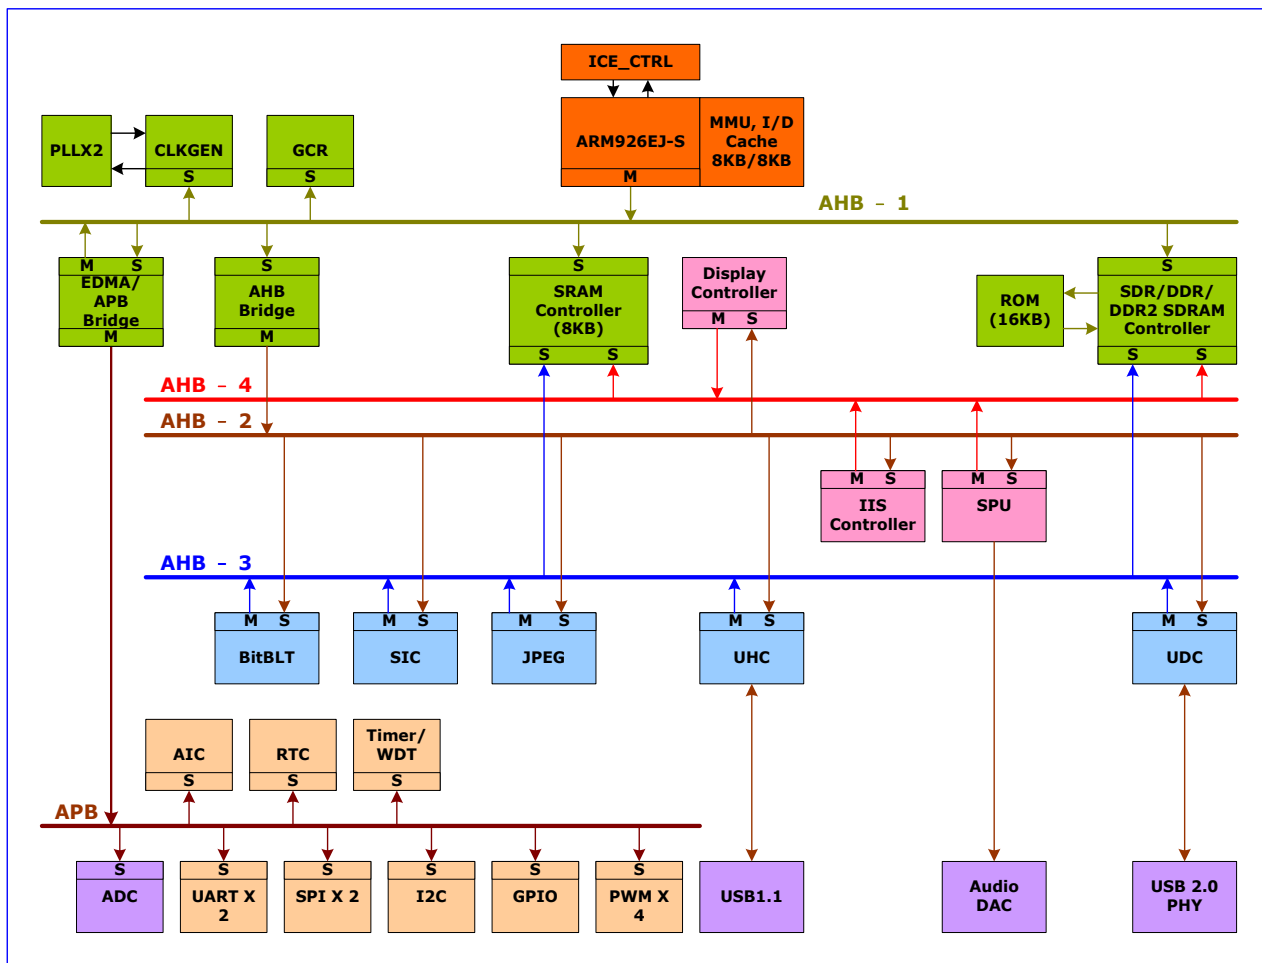 ICE_CTRL
PLLX2
CLKGEN
S
GCR
S
ARM926EJ-S
M
MMU, I/D
Cache
8KB/8KB
AHB - 1
M S
EDMA/
APB
Bridge
M
S
AHB
Bridge
M
S
SRAM
Controller
(8KB)
S S
Display
Controller
M S
ROM
(16KB)
S
SDR/DDR/
DDR2 SDRAM
Controller
S S
AHB - 4
AHB - 2
M S
IIS
Controller
M S
SPU
AHB - 3
M S
BitBLT
M S
SIC
M S
JPEG
M S
UHC
M S
UDC
AIC
S
RTC
S
Timer/
WDT
S
APB
S
ADC
S
UART X
2
S
SPI X 2
S
I2C
S
GPIO
S
PWM X
4
USB1.1
Audio
DAC
USB 2.0
PHY